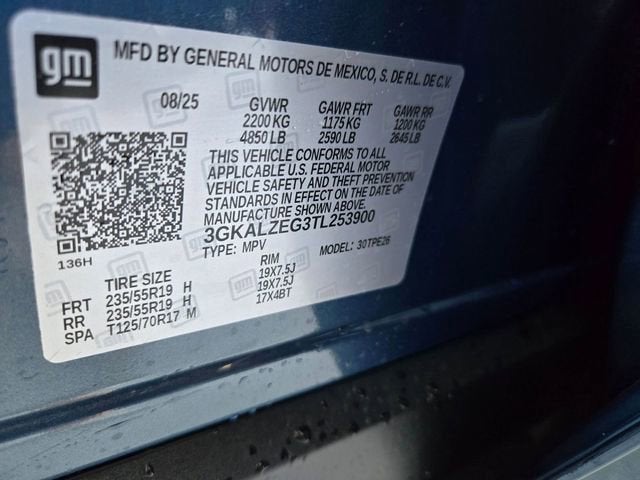 gm
MFD BY GENERAL MOTORS DE MEXICO, S. DE R.L. DE C.V.
08/25 GVWR GAWR FRT GAWR RR
2200 KG 1175 KG 1200 KG
4850 LB 2590 LB 2645 LB
THIS VEHICLE CONFORMS TO ALL
APPLICABLE U.S. FEDERAL MOTOR
VEHICLE SAFETY AND THEFT PREVENTION
STANDARDS IN EFFECT ON THE DATE OF
MANUFACTURE SHOWN ABOVE.
3GKALZEG3TL253900
136H TYPE: MPV MODEL: 30TPE26
TIRE SIZE RIM
FRT 235/55R19 H 19X7.5J
RR 235/55R19 H 19X7.5J
SPA T125/70R17 M 17X4BT